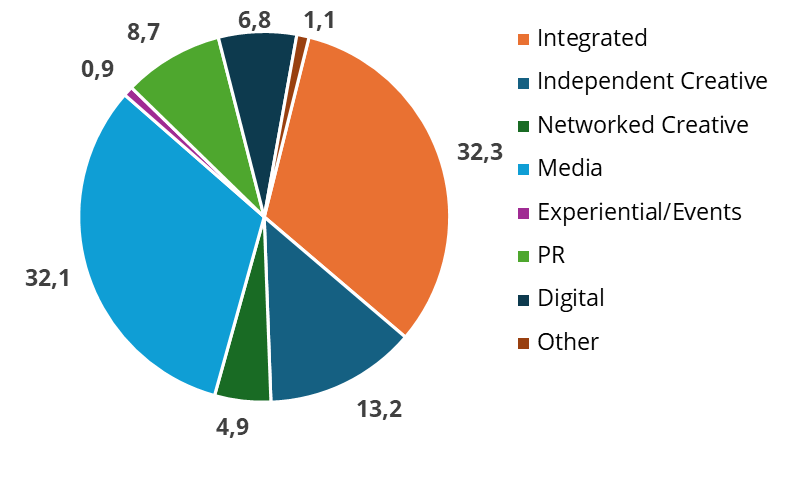 6,8
1,1
8,7
0,9
32,3
32,1
4,9
13,2
Integrated
Independent Creative
Networked Creative
Media
Experiential/Events
PR
Digital
Other